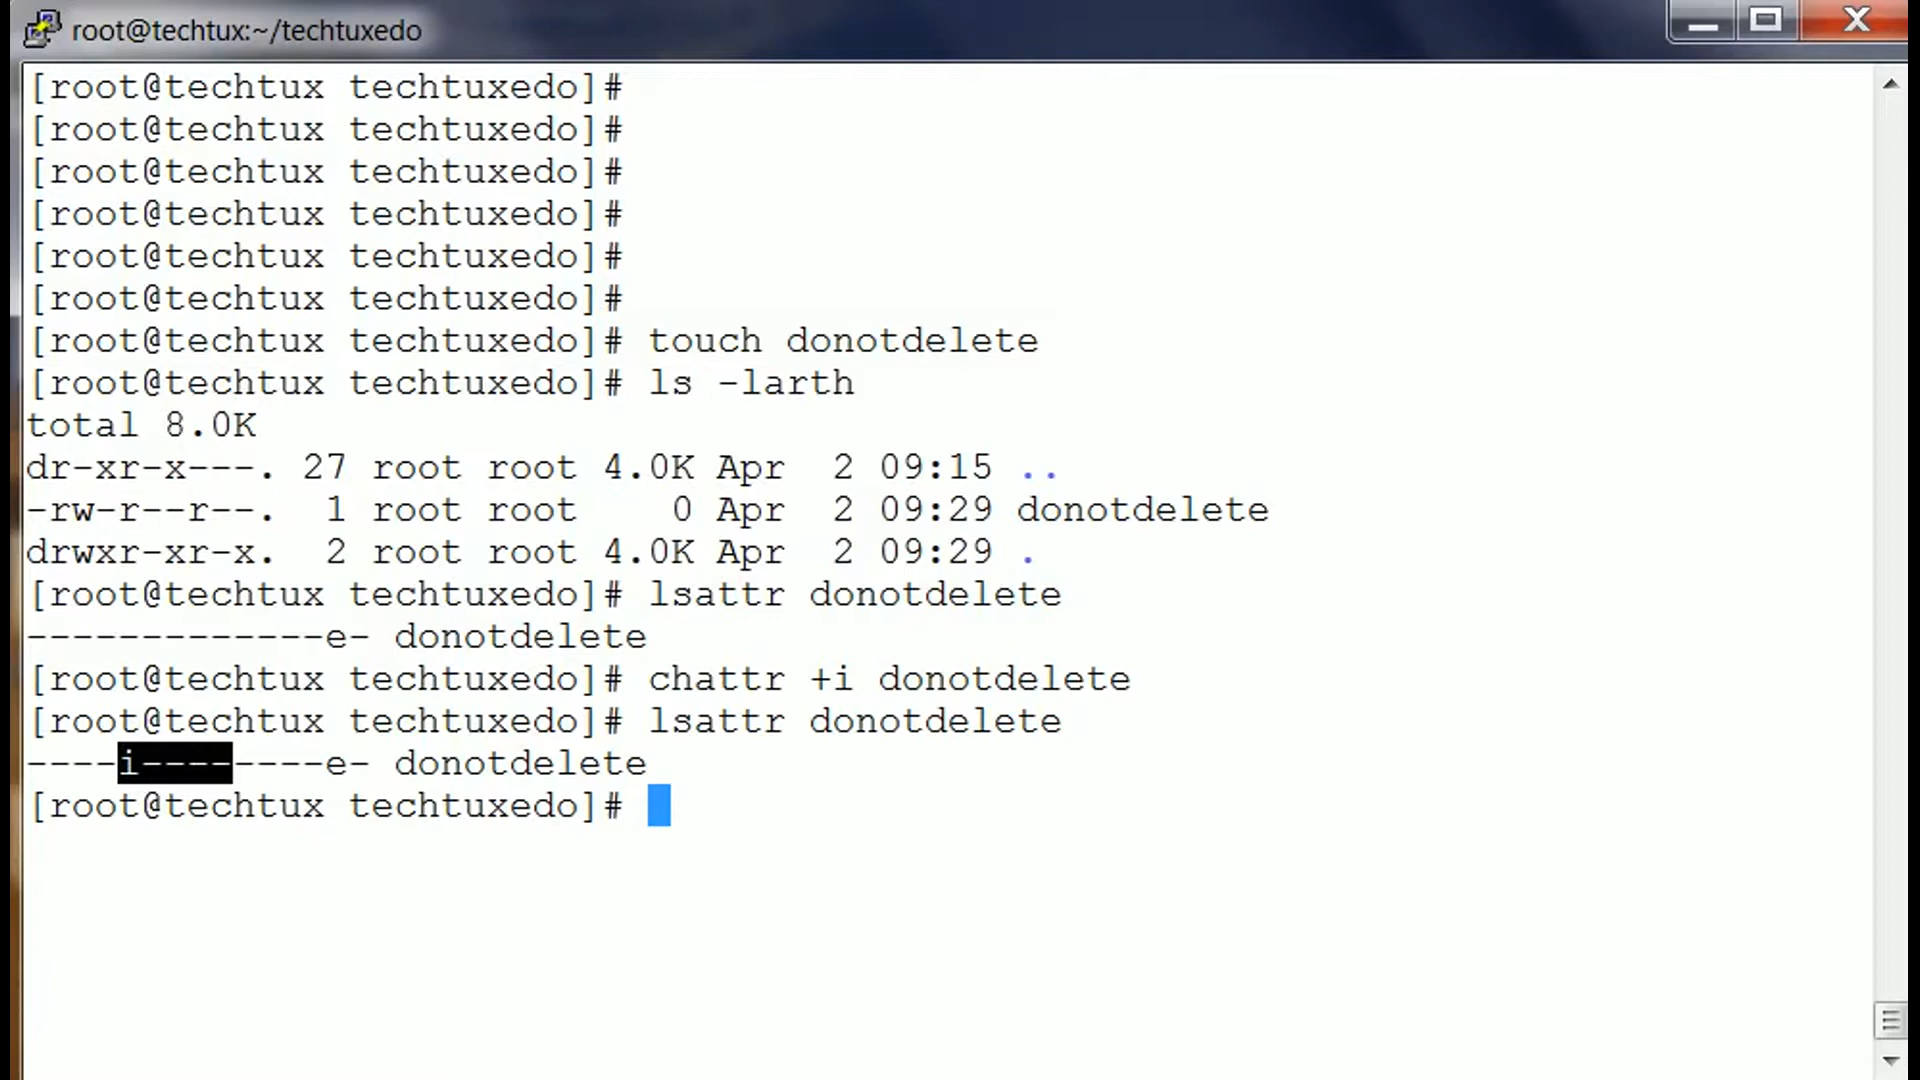 root@techtux:~/techtuxedo
[root@techtux techtuxedo]#
[root@techtux techtuxedo]#
[root@techtux techtuxedo]#
[root@techtux techtuxedo]#
[root@techtux techtuxedo]#
[root@techtux techtuxedo]#
[root@techtux techtuxedo]# touch donotdelete
[root@techtux techtuxedo]# ls -larth
total 8.0K
dr-xr-x---. 27 root root 4.0K Apr  2 09:15 ..
-rw-r--r--.  1 root root    0 Apr  2 09:29 donotdelete
drwxr-xr-x.  2 root root 4.0K Apr  2 09:29 .
[root@techtux techtuxedo]# lsattr donotdelete
-------------e- donotdelete
[root@techtux techtuxedo]# chattr +i donotdelete
[root@techtux techtuxedo]# lsattr donotdelete
----i--------e- donotdelete
[root@techtux techtuxedo]#